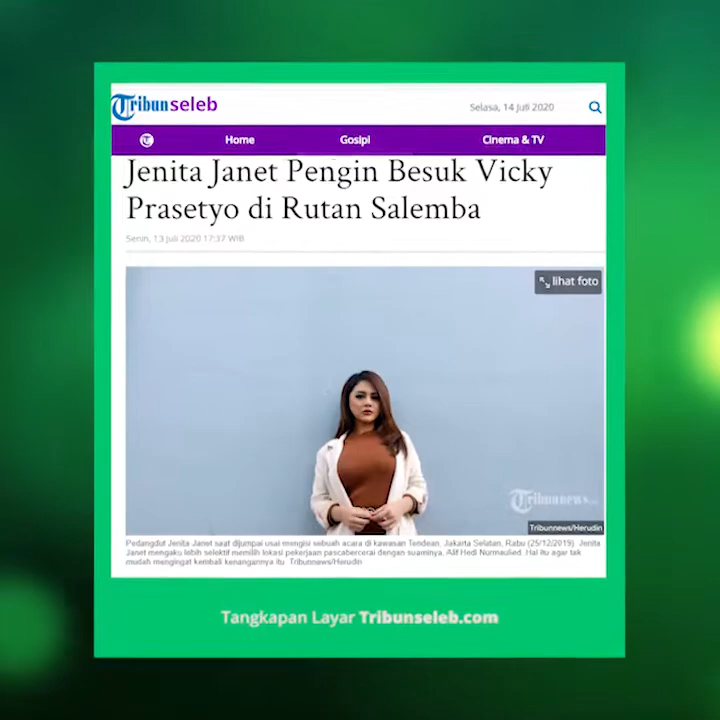 Tribunseleb
Selasa, 14 Juli 2020
Home Gosipi Cinema & TV
Jenita Janet Pengin Besuk Vicky
Prasetyo di Rutan Salemba
Senin, 13 Juli 2020 17:37 WIB
lihat foto
Tribunnews.com
Tribunnews/Herudin
Pedangdut Jenita Janet saat dijumpai usai mengisi sebuah acara di kawasan Tendean, Jakarta Selatan, Rabu (25/12/2019). Jenita
Janet mengaku lebih selektif memilih lokasi pekerjaan pascabercerai dengan suaminya, Alif Hedi Nurmaulied. Hal itu agar tak
mudah mengingat kembali kenangannya itu. Tribunnews/Herudin
Tangkapan Layar Tribunseleb.com